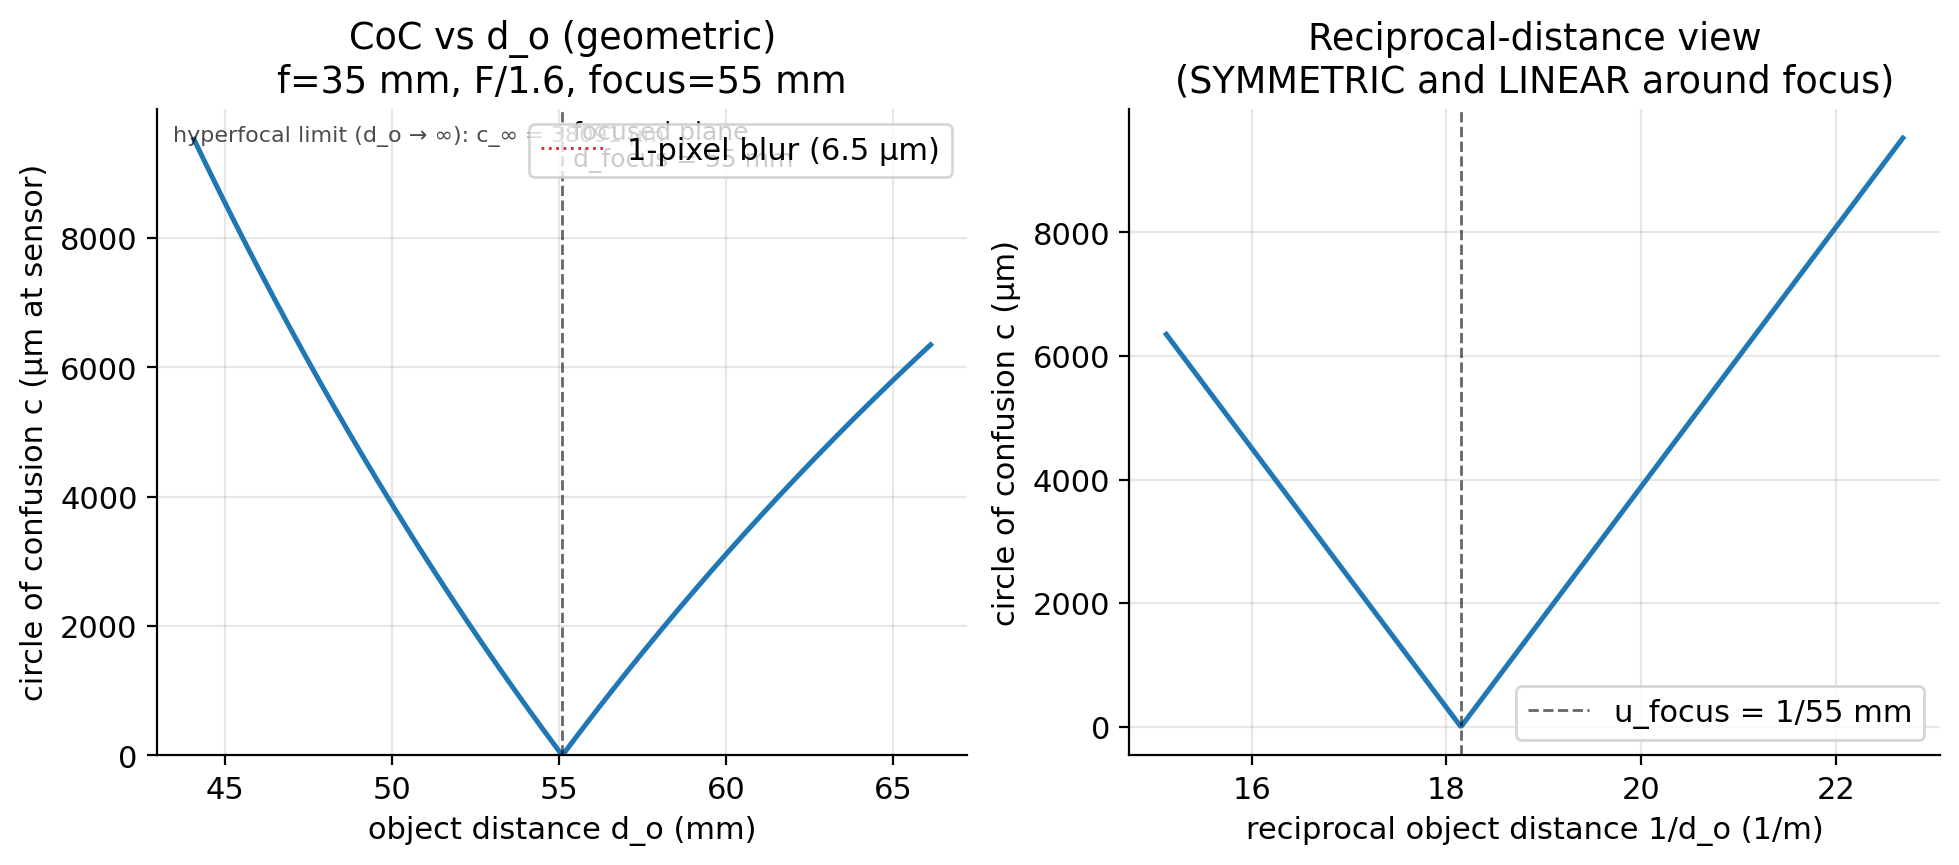 CoC vs d_o (geometric)
f=35 mm, F/1.6, focus=55 mm
hyperfocal limit (d_o → ∞): c_∞ =
focused plane
1-pixel blur (6.5 µm)
d_focus = 55 mm
8000
6000
4000
2000
0
45
50
55
60
65
circle of confusion c (µm at sensor)
object distance d_o (mm)
Reciprocal-distance view
(SYMMETRIC and LINEAR around focus)
8000
6000
4000
2000
0
16
18
20
22
circle of confusion c (µm)
reciprocal object distance 1/d_o (1/m)
u_focus = 1/55 mm